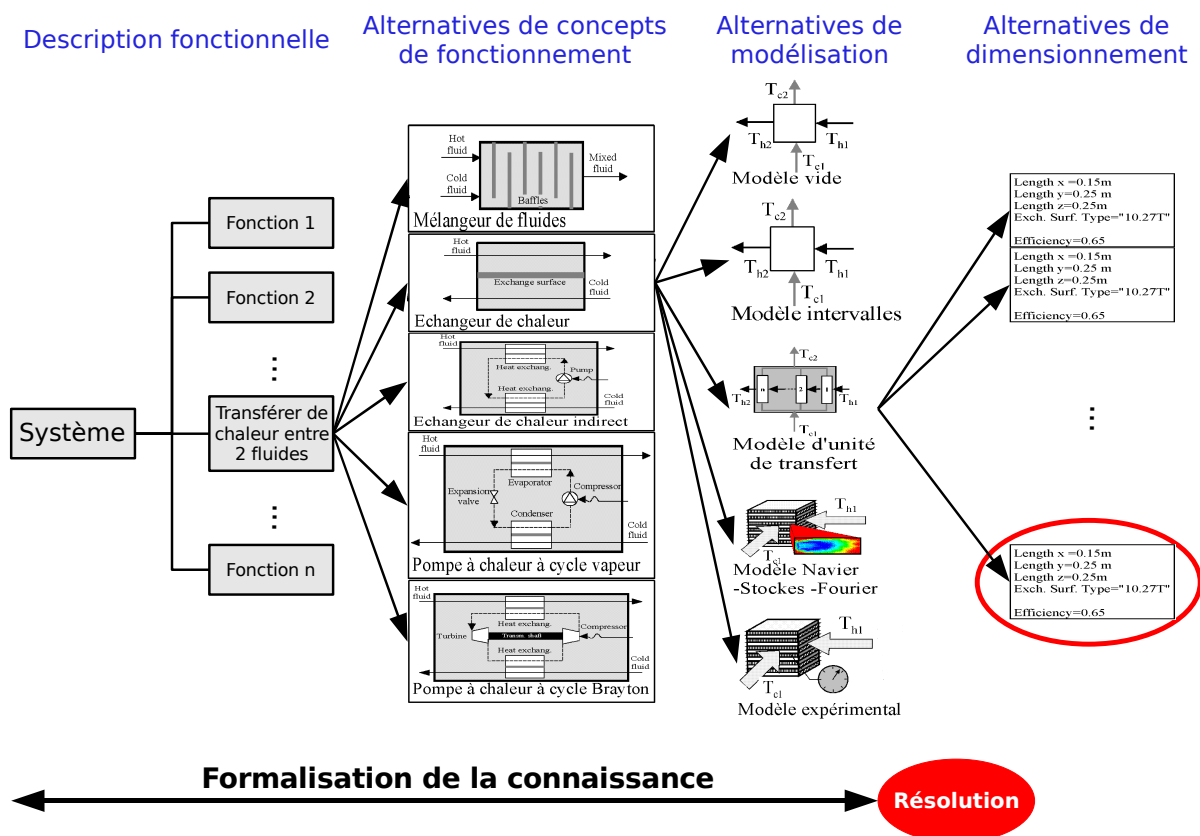 Description fonctionnelle
Alternatives de concepts
de fonctionnement
Alternatives de
modélisation
Alternatives de
dimensionnement
Système
Fonction 1
Fonction 2
...
Transférer de
chaleur entre
2 fluides
...
Fonction n
Hot
fluid
Cold
fluid
Mixed
fluid
Baffles
Mélangeur de fluides
Hot
fluid
Exchange surface
Cold
fluid
Echangeur de chaleur
Hot
fluid
Heat exchang.
Pump
Heat exchang.
Cold
fluid
Echangeur de chaleur indirect
Hot
fluid
Evaporator
Expansion
valve
Compressor
Condenser
Cold
fluid
Pompe à chaleur à cycle vapeur
Hot
fluid
Heat exchang.
Turbine
Transm. shaft
Compressor
Heat exchang.
Cold
fluid
Pompe à chaleur à cycle Brayton
Tc2
Th2
Th1
Tc1
Modèle vide
Tc2
Th2
Th1
Tc1
Modèle intervalles
Tc2
n
2
1
Th2
Th1
Tc1
Modèle d'unité
de transfert
Th1
Tc1
Modèle Navier
-Stockes -Fourier
Th1
Tc1
Modèle expérimental
Length x =0.15m
Length y=0.25 m
Length z=0.25m
Exch. Surf. Type="10.27T"
Efficiency=0.65
Length x =0.15m
Length y=0.25 m
Length z=0.25m
Exch. Surf. Type="10.27T"
Efficiency=0.65
...
Length x =0.15m
Length y=0.25 m
Length z=0.25m
Exch. Surf. Type="10.27T"
Efficiency=0.65
Formalisation de la connaissance
Résolution